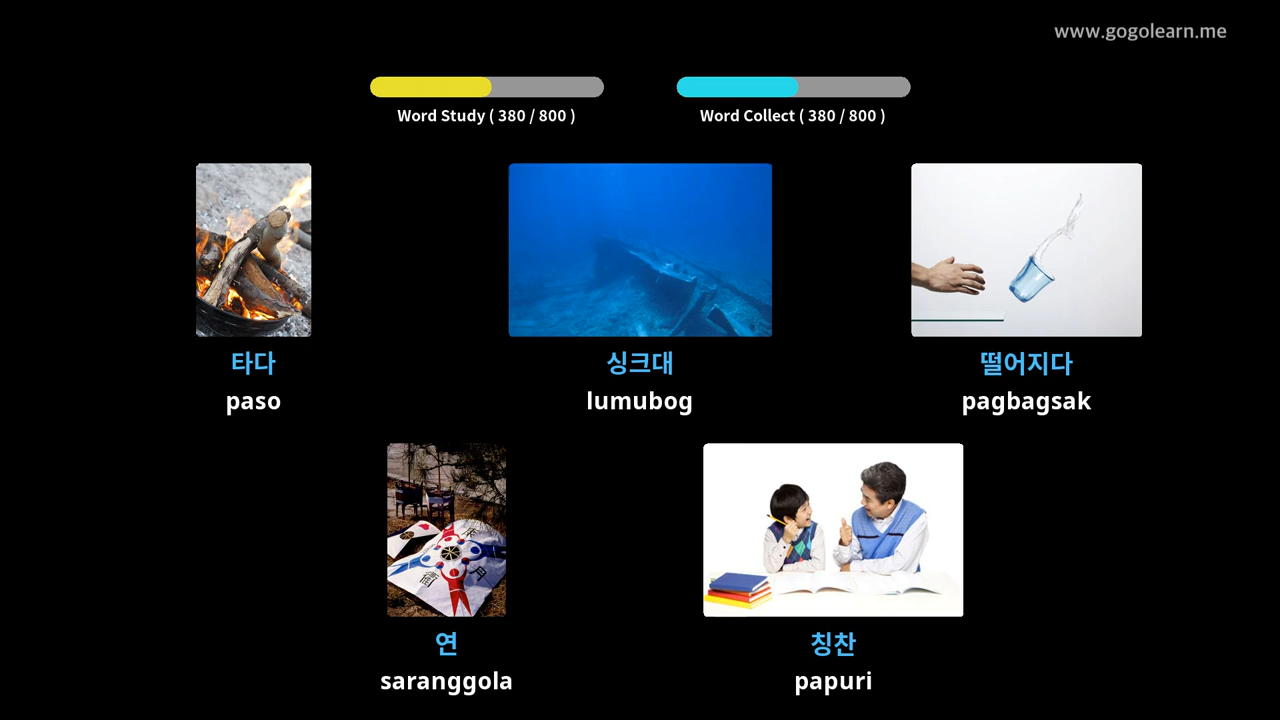 www.gogolearn.me
Word Study ( 380 / 800 )
Word Collect ( 380 / 800 )
타다
paso
싱크대
lumubog
떨어지다
pagbagsak
연
saranggola
칭찬
papuri